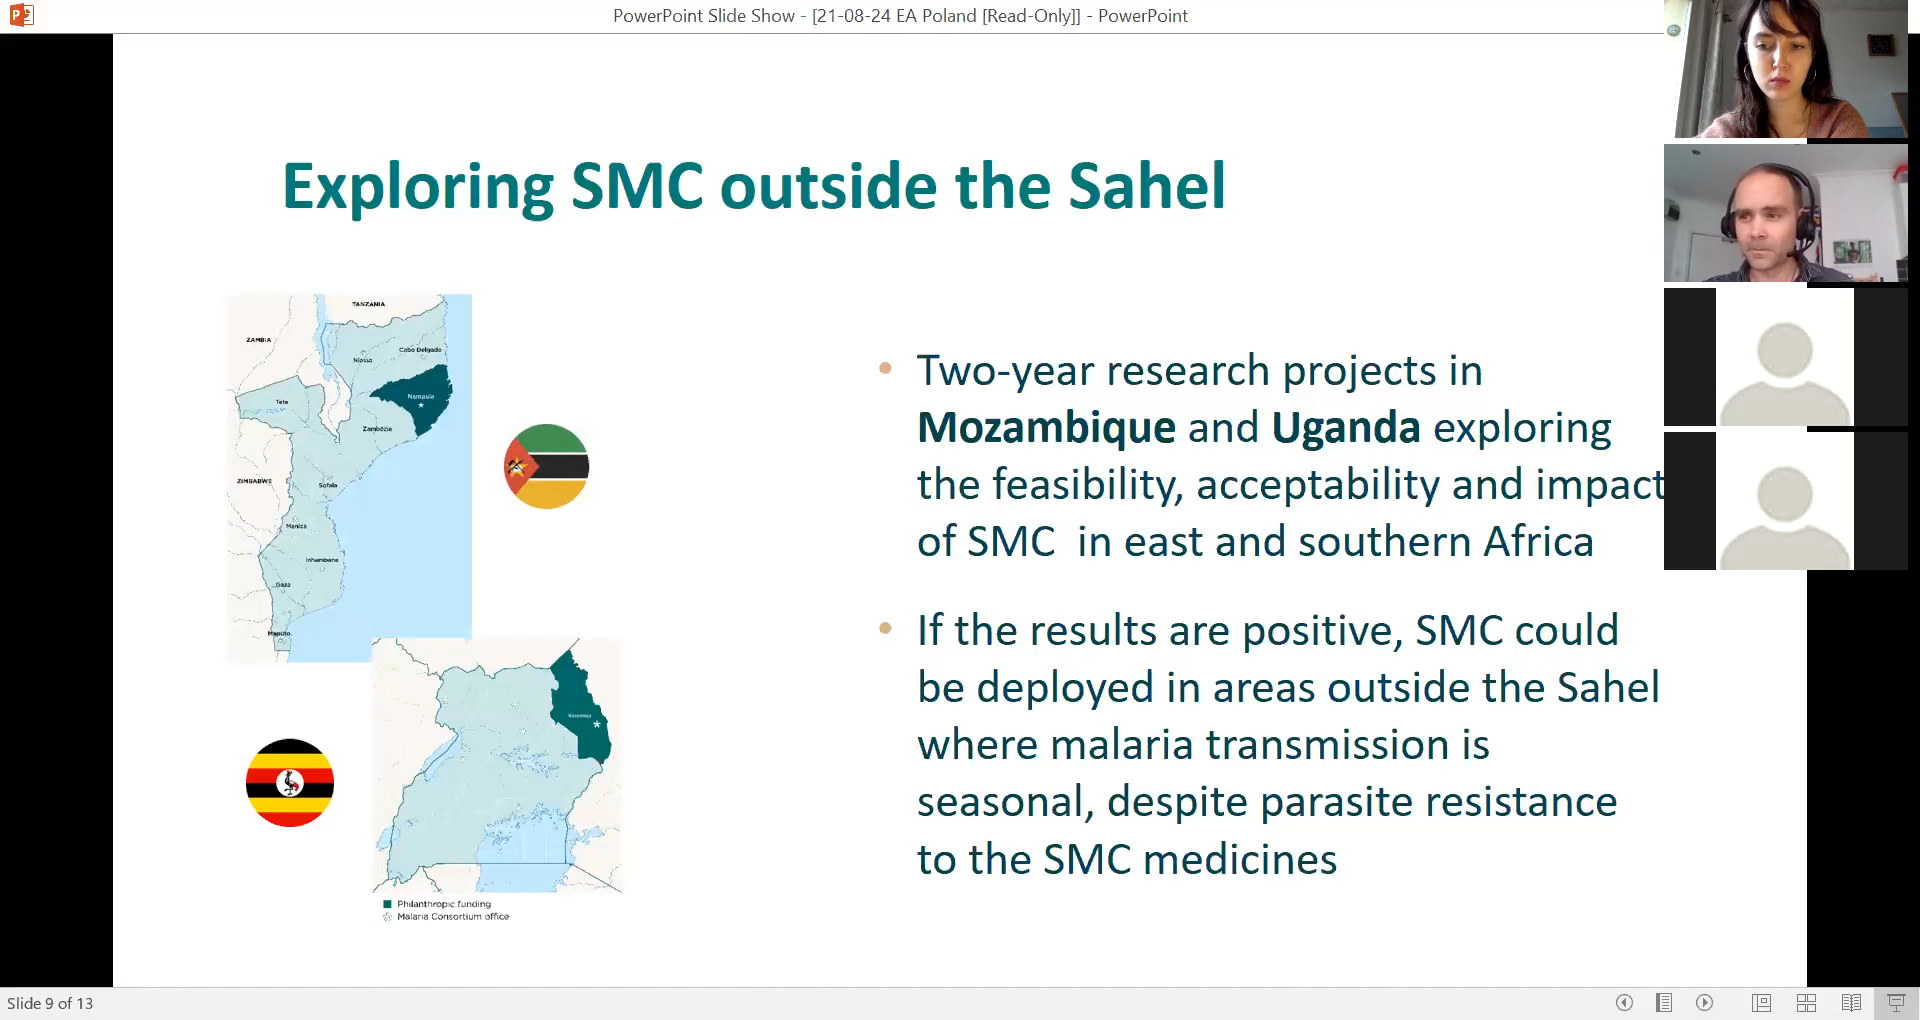 PowerPoint Slide Show - [21-08-24 EA Poland [Read-Only]] - PowerPoint
Exploring SMC outside the Sahel
TANZANIA
ZAMBIA
Niassa
Cabo Delgado
Nampula
Tete
Zambézia
ZIMBABWE
Sofala
Manica
Inhambane
Gaza
Maputo
Karamoja
Philanthropic funding
Malaria Consortium office
• Two-year research projects in
Mozambique and Uganda exploring
the feasibility, acceptability and impact
of SMC in east and southern Africa
• If the results are positive, SMC could
be deployed in areas outside the Sahel
where malaria transmission is
seasonal, despite parasite resistance
to the SMC medicines
Slide 9 of 13